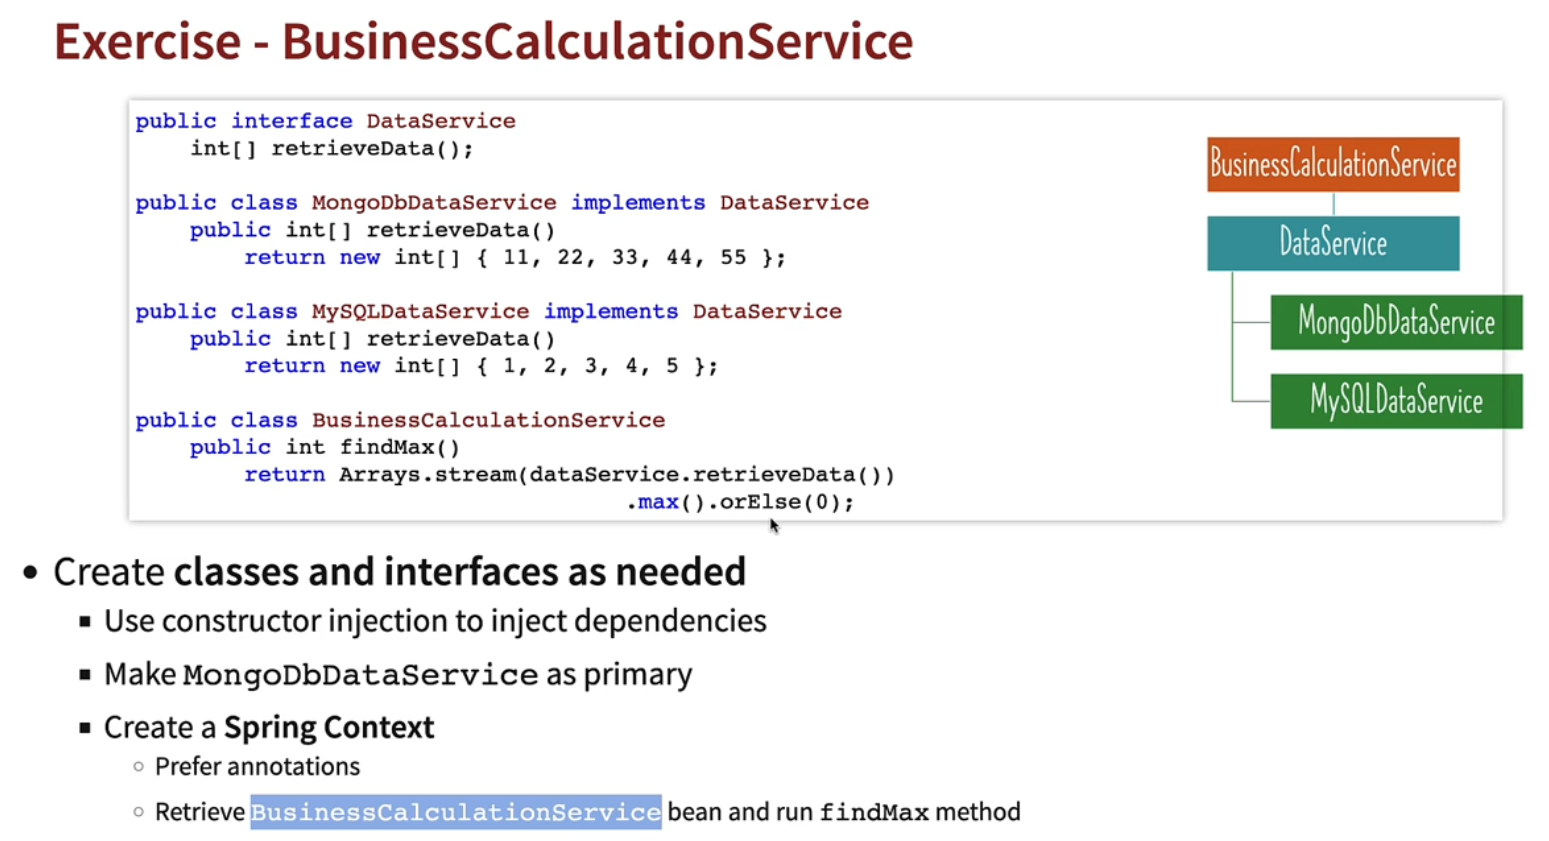 Exercise - BusinessCalculationService
public interface DataService
int[] retrieveData();
public class MongoDbDataService implements DataService
public int[] retrieveData()
return new int[] { 11, 22, 33, 44, 55 };
public class MySQLDataService implements DataService
public int[] retrieveData()
return new int[] { 1, 2, 3, 4, 5 };
public class BusinessCalculationService
public int findMax()
return Arrays.stream(dataService.retrieveData())
.max().orElse(0);
BusinessCalculationService
DataService
MongoDbDataService
MySQLDataService
• Create classes and interfaces as needed
▪ Use constructor injection to inject dependencies
▪ Make MongoDbDataService as primary
▪ Create a Spring Context
◦ Prefer annotations
◦ Retrieve BusinessCalculationService bean and run findMax method